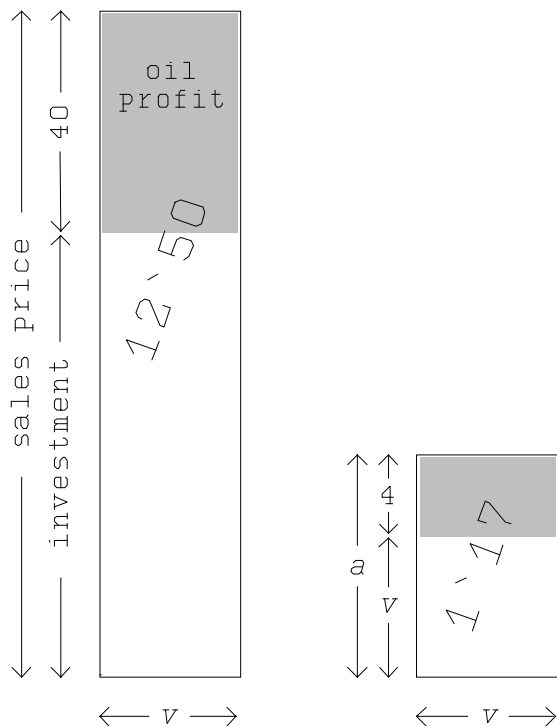 oil
profit
40
12`50
sales price
investment
v
4
a
v
1`17
v